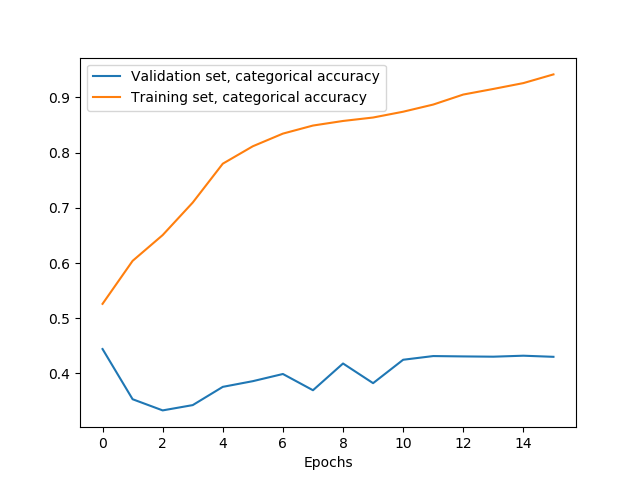 Validation set, categorical accuracy
Training set, categorical accuracy
0.9
0.8
0.7
0.6
0.5
0.4
0 2 4 6 8 10 12 14
Epochs